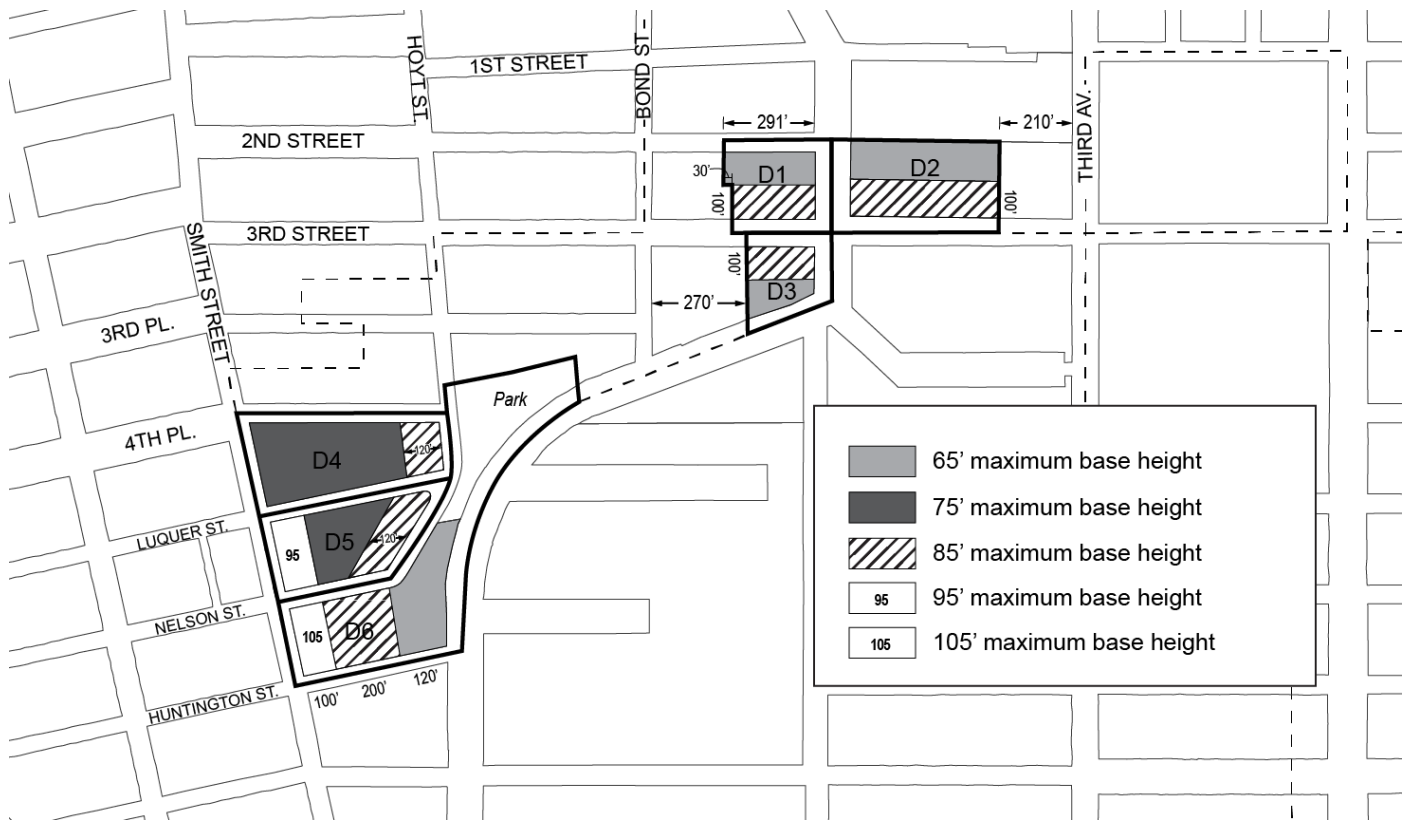 HOYT ST.
1ST STREET
BOND ST.
THIRD AV.
291'
210'
2ND STREET
30'
D1
D2
100'
100'
3RD STREET
SMITH STREET
100'
D3
270'
3RD PL.
Park
4TH PL.
D4
120'
LUQUER ST.
95
D5
120'
NELSON ST.
105
D6
HUNTINGTON ST.
100'
200'
120'
65' maximum base height
75' maximum base height
85' maximum base height
95 95' maximum base height
105 105' maximum base height